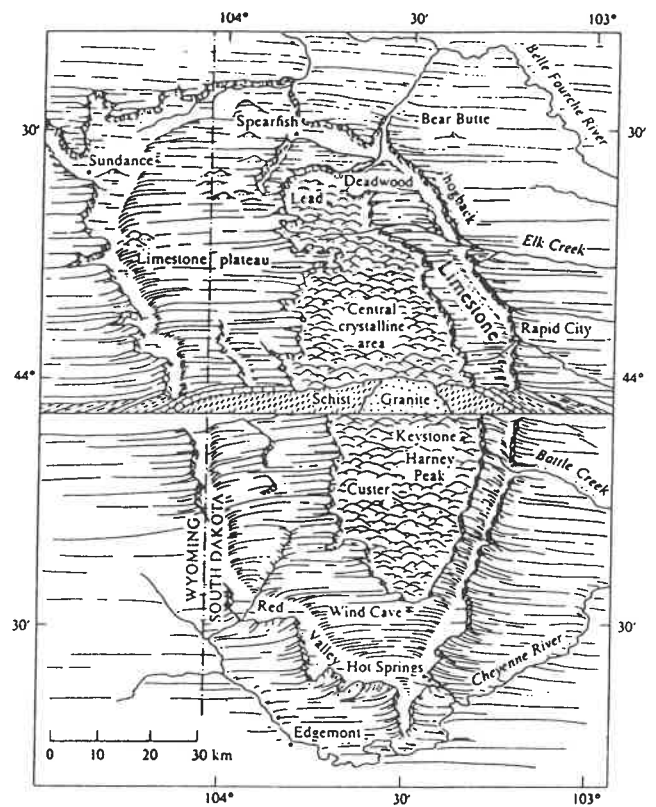 104° 30' 103°
Belle Fourche River
30' 30'
Bear Butte
Spearfish
Sundance
Deadwood
hogback
Lead
Elk Creek
Limestone plateau
Limestone
Central
crystalline
area
Rapid City
44° 44°
Schist Granite
Keystone
Harney
Peak
Battle Creek
Custer
WYOMING
SOUTH DAKOTA
Red
Wind Cave
30' 30'
Valley
Hot Springs
Cheyenne River
Edgemont
0 10 20 30 km
104° 30' 103°